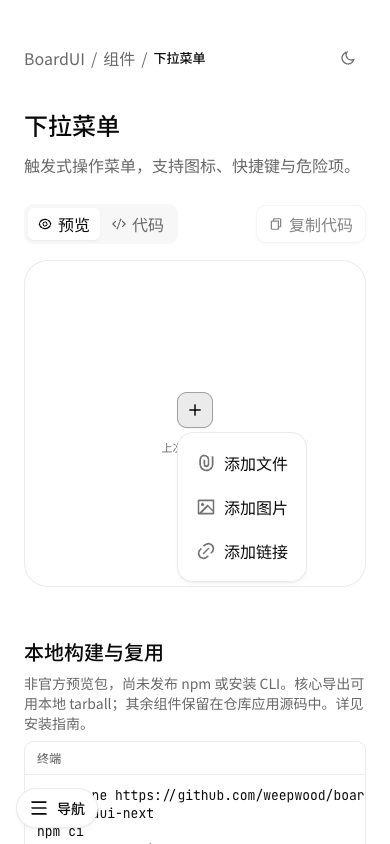 BoardUI / 组件 / 下拉菜单
下拉菜单
触发式操作菜单，支持图标、快捷键与危险项。
预览 代码 复制代码
上次
添加文件
添加图片
添加链接
本地构建与复用
非官方预览包，尚未发布 npm 或安装 CLI。核心导出可
用本地 tarball；其余组件保留在仓库应用源码中。详见
安装指南。
终端
ne https://github.com/weepwood/boar
导航 ui-next
npm ci